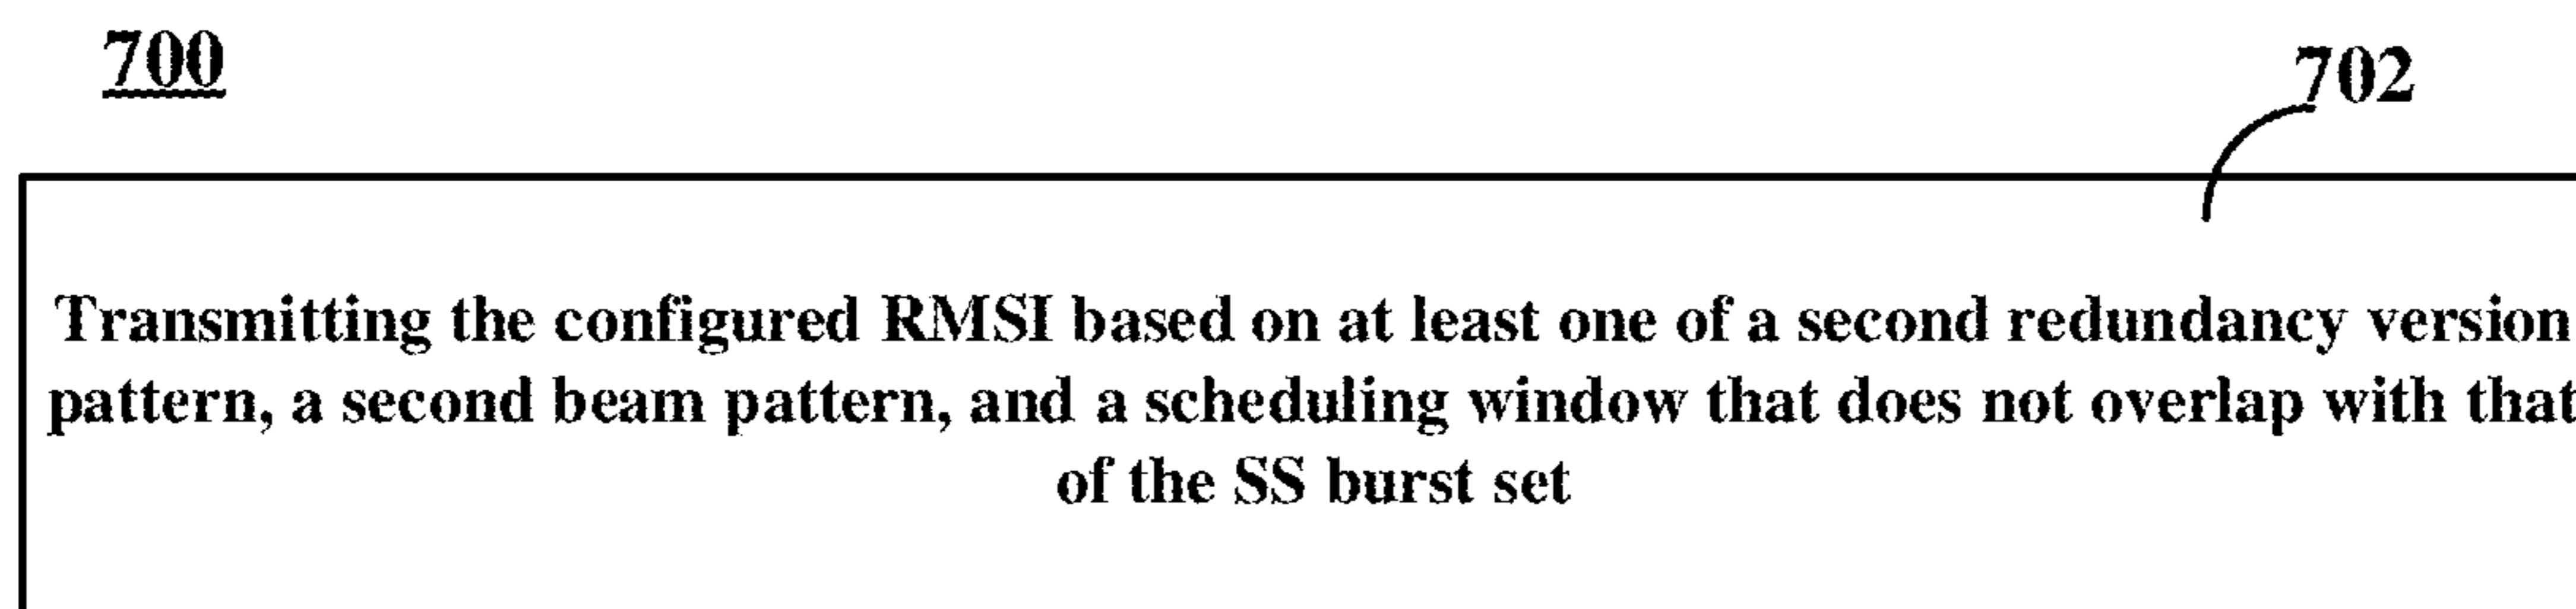 700
702
Transmitting the configured RMSI based on at least one of a second redundancy version
pattern, a second beam pattern, and a scheduling window that does not overlap with that
of the SS burst set